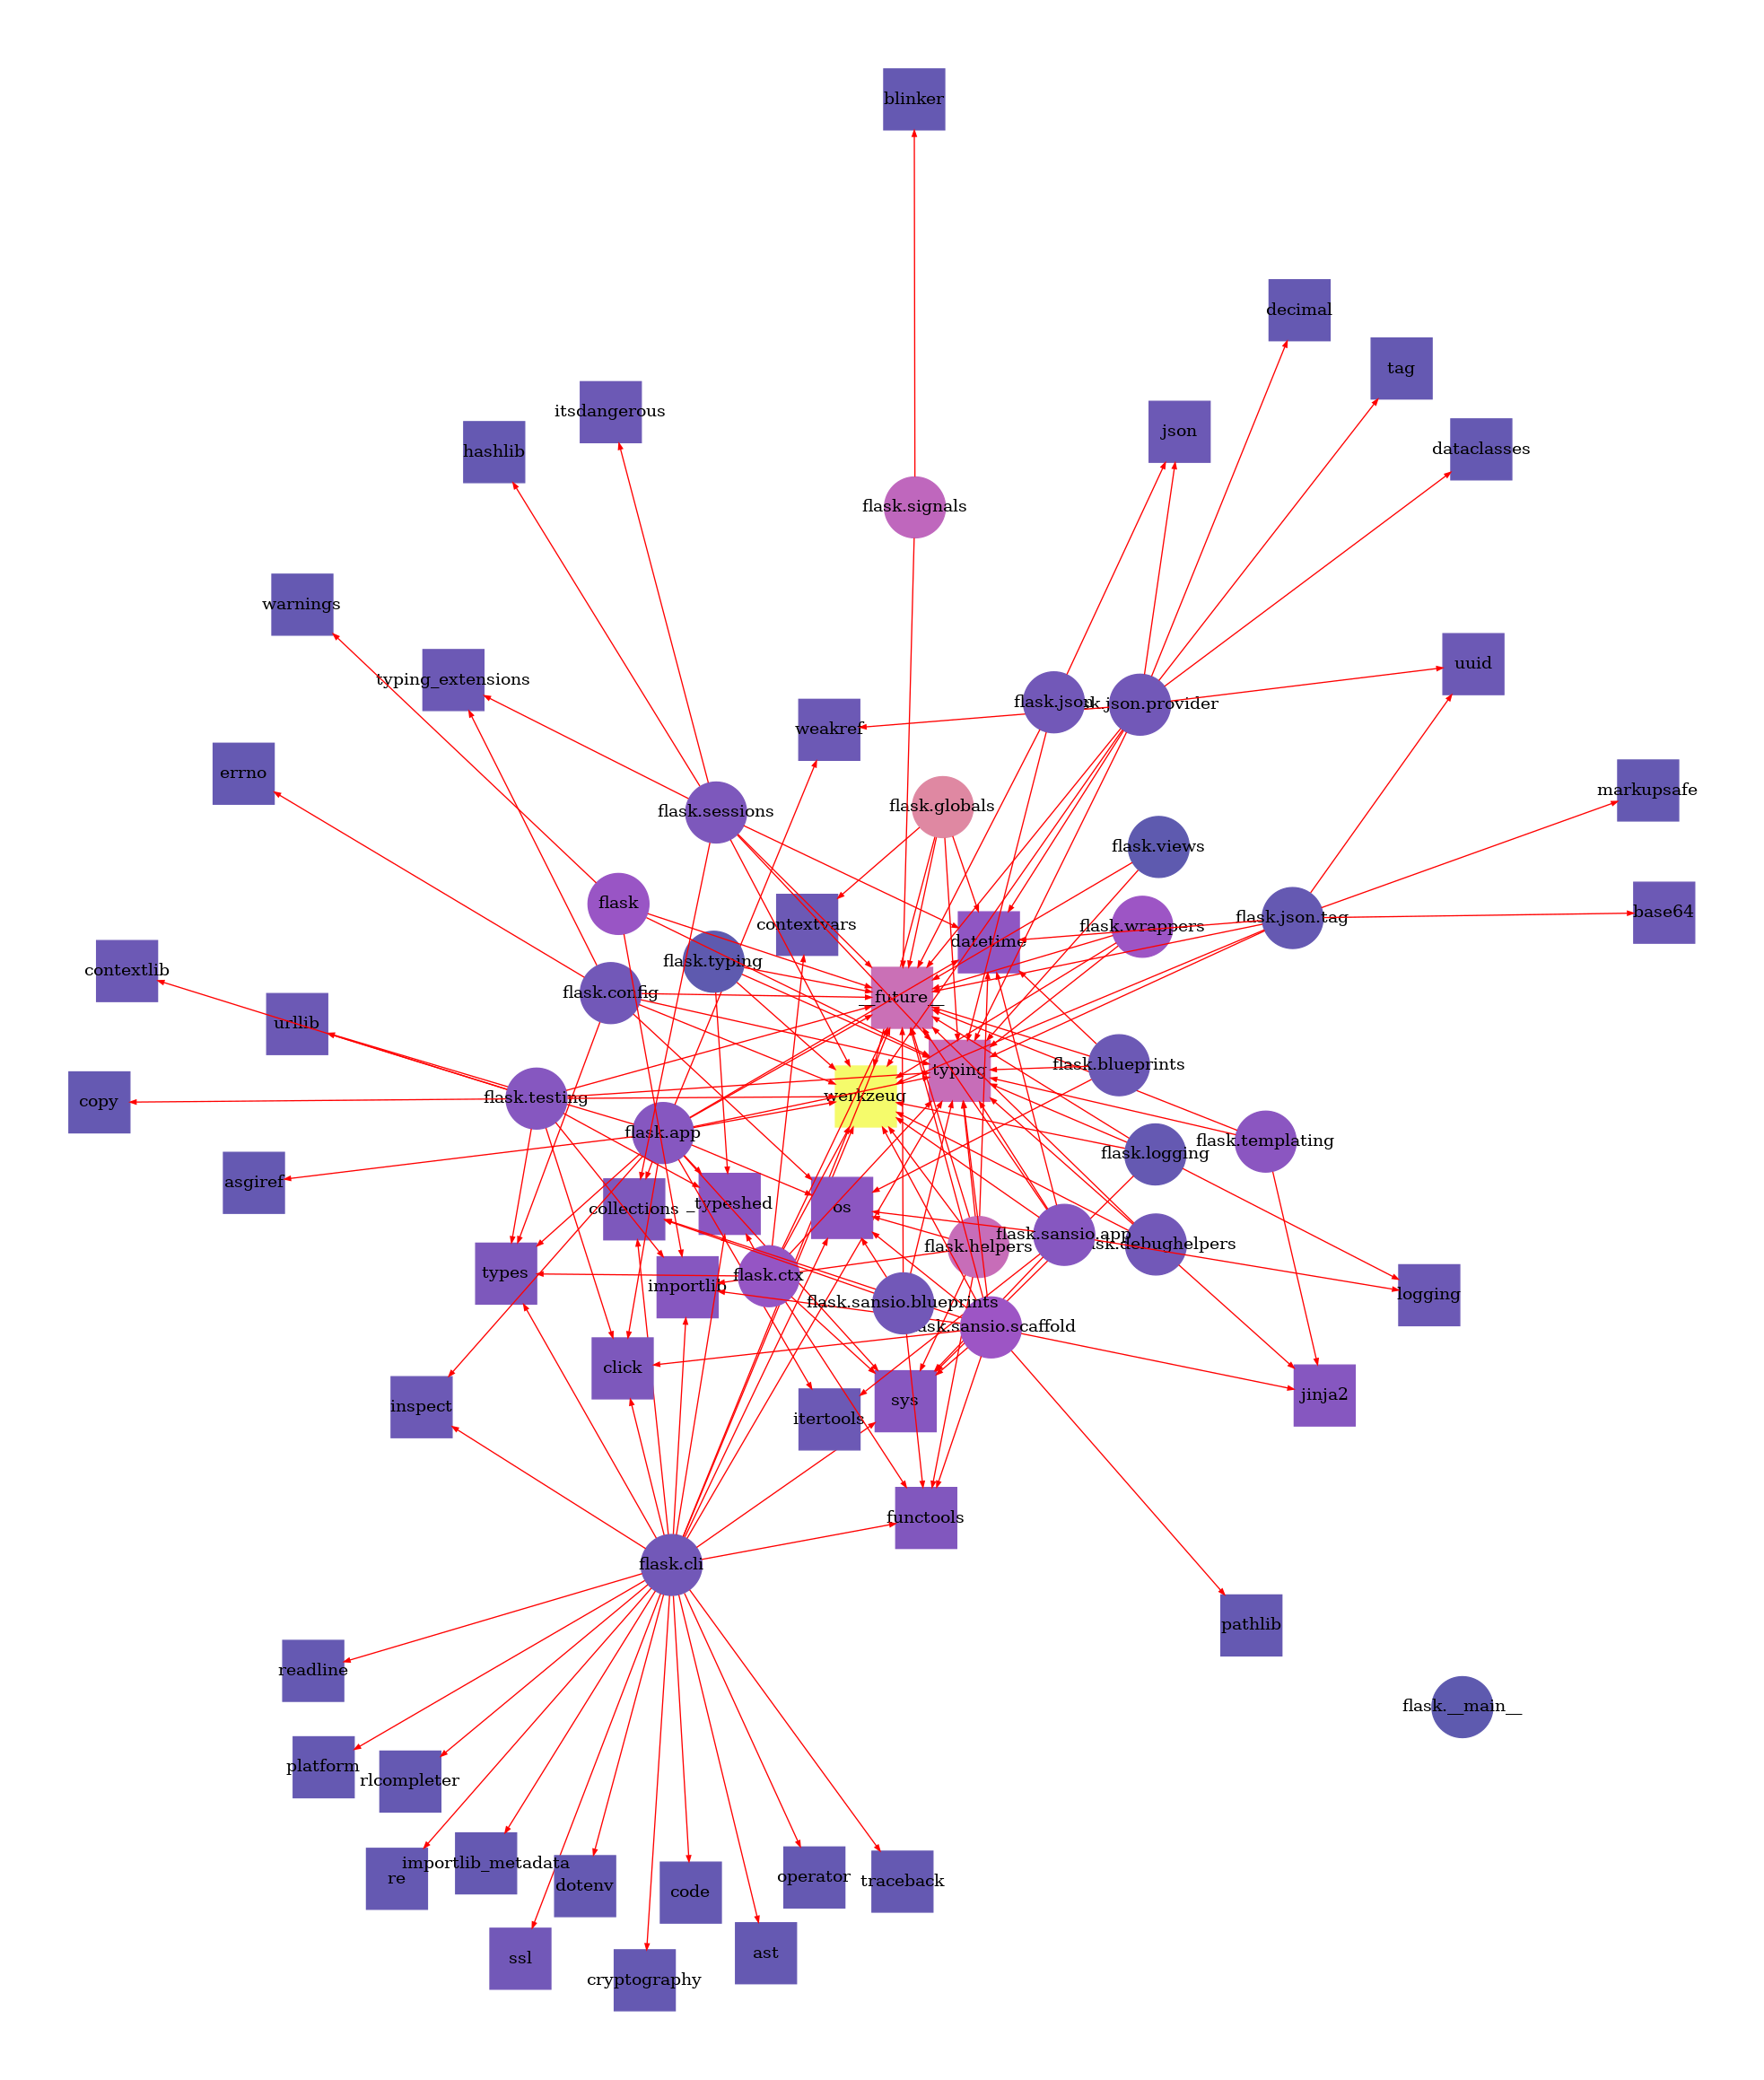 blinker
decimal
tag
itsdangerous
json
hashlib
dataclasses
flask.signals
warnings
uuid
typing_extensions
flask.json
k.json.provider
weakref
errno
markupsafe
flask.globals
flask.sessions
flask.views
flask
base64
flask.json.tag
contextvars
flask.wrappers
datetime
flask.typing
contextlib
flask.config
__future__
urllib
flask.blueprints
typing
werkzeug
flask.testing
copy
flask.app
flask.templating
flask.logging
asgiref
_typeshed
collections
os
flask.sansio.app
flask.helpers
sk.debughelpers
types
flask.ctx
importlib
logging
flask.sansio.blueprints
ask.sansio.scaffold
click
jinja2
sys
inspect
itertools
functools
flask.cli
pathlib
readline
flask.__main__
platform
rlcompleter
importlib_metadata
re
operator
traceback
dotenv
code
ast
ssl
cryptography